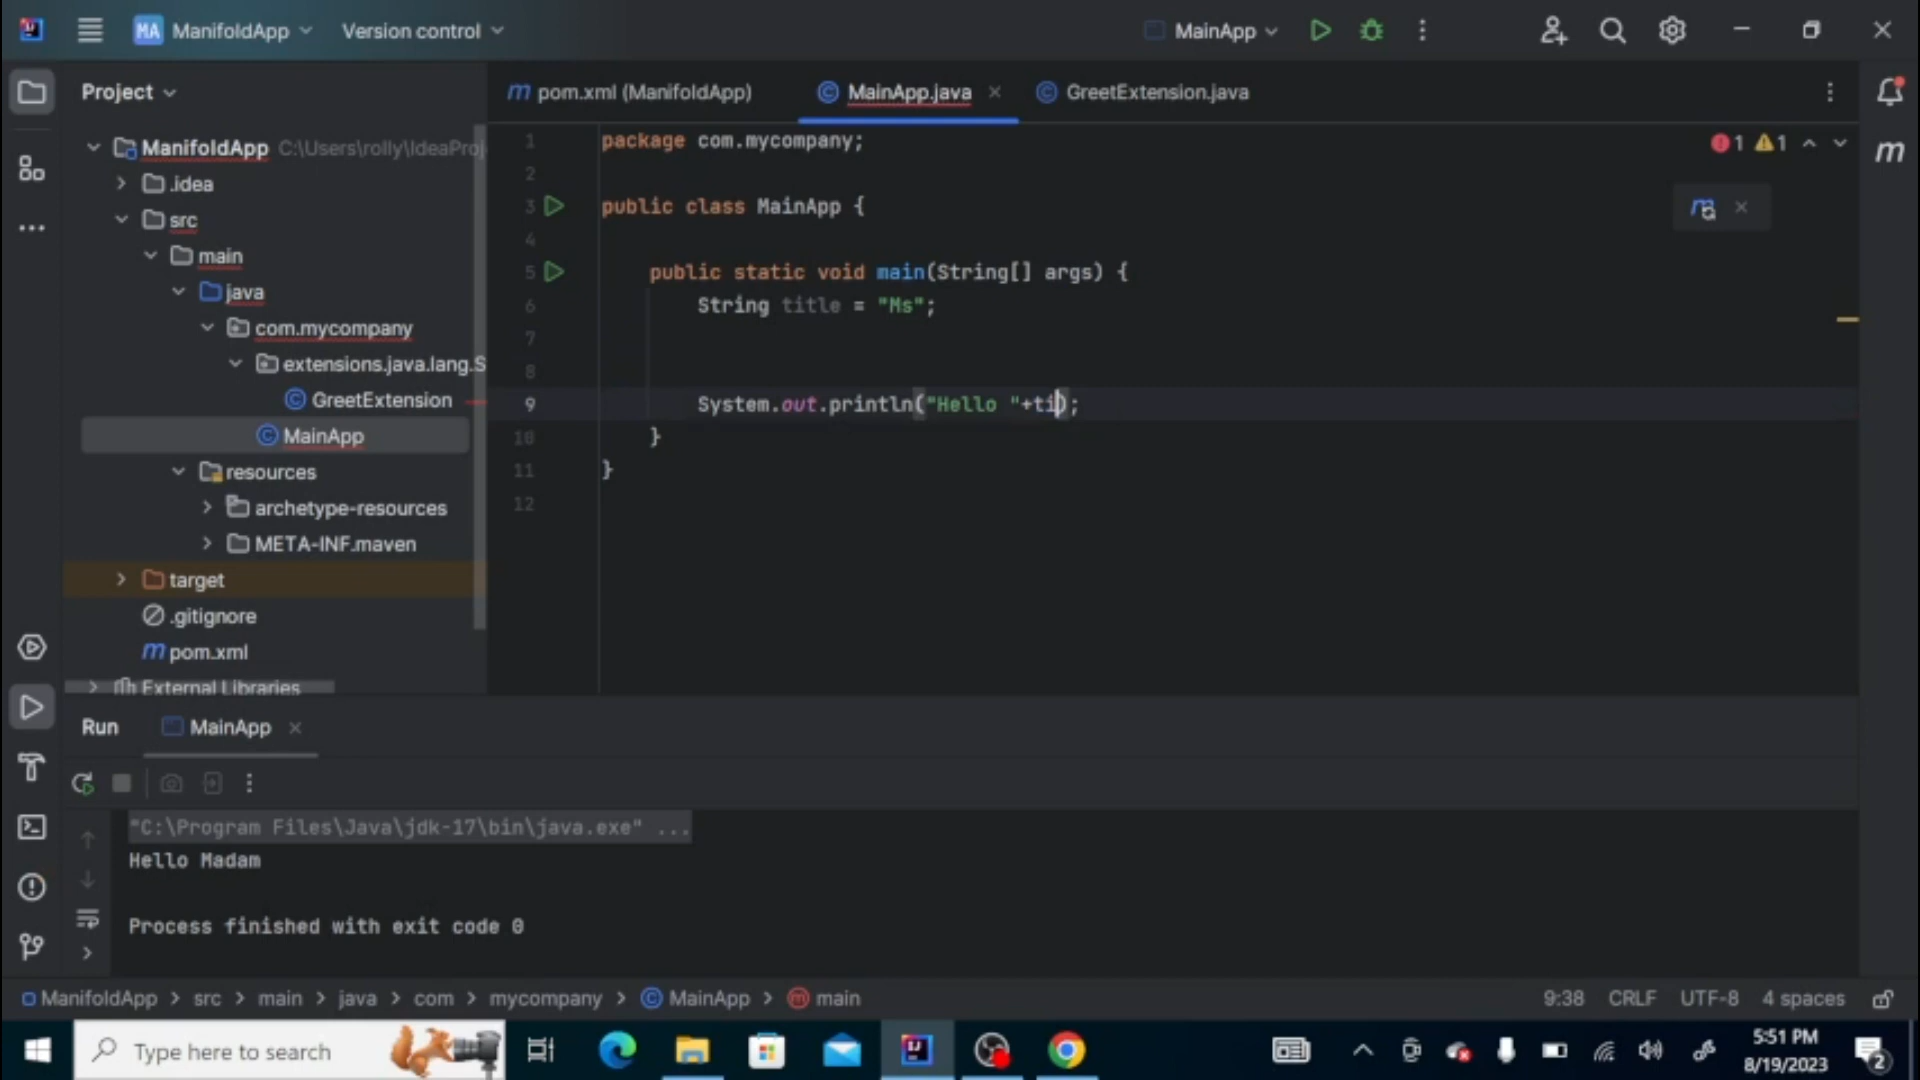 MA ManifoldApp Version control MainApp
Project
pom.xml (ManifoldApp) MainApp.java GreetExtension.java
ManifoldApp C:\Users\rolly\IdeaProj
.idea
src
main
java
com.mycompany
extensions.java.lang.S
GreetExtension
MainApp
resources
archetype-resources
META-INF.maven
target
.gitignore
pom.xml
External Libraries
1 package com.mycompany;
2
3 public class MainApp {
4
5 public static void main(String[] args) {
6 String title = "Ms";
7
8
9 System.out.println("Hello "+ti);
10 }
11 }
12
1 1
Run MainApp
"C:\Program Files\Java\jdk-17\bin\java.exe" ...
Hello Madam
Process finished with exit code 0
ManifoldApp > src > main > java > com > mycompany > MainApp > main 9:38 CRLF UTF-8 4 spaces
Type here to search
5:51 PM
8/19/2023
2